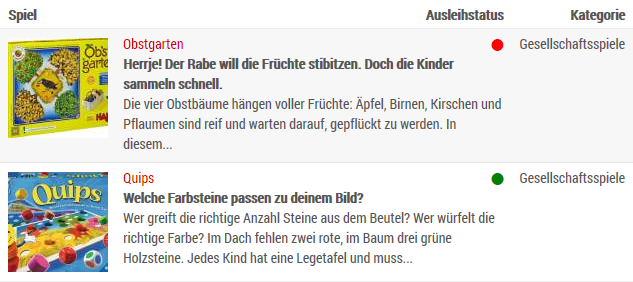 Spiel Ausleihstatus Kategorie
Obstgarten Gesellschaftsspiele
Herrje! Der Rabe will die Früchte stibitzen. Doch die Kinder
sammeln schnell.
Die vier Obstbäume hängen voller Früchte: Äpfel, Birnen, Kirschen und
Pflaumen sind reif und warten darauf, gepflückt zu werden. In
diesem...
Obstgarten
HABA
Quips Gesellschaftsspiele
Welche Farbsteine passen zu deinem Bild?
Wer greift die richtige Anzahl Steine aus dem Beutel? Wer würfelt die
richtige Farbe? Im Dach fehlen zwei rote, im Baum drei grüne
Holzsteine. Jedes Kind hat eine Legetafel und muss...
Quips